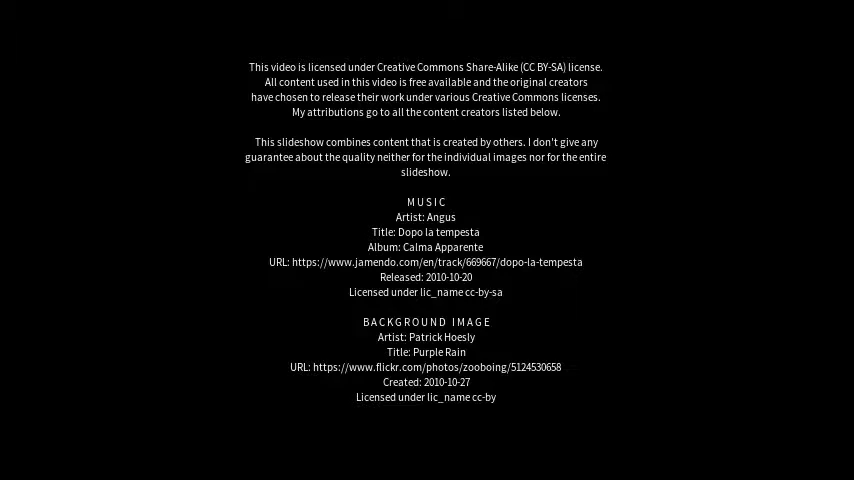 This video is licensed under Creative Commons Share-Alike (CC BY-SA) license.
All content used in this video is free available and the original creators
have chosen to release their work under various Creative Commons licenses.
My attributions go to all the content creators listed below.
This slideshow combines content that is created by others. I don't give any
guarantee about the quality neither for the individual images nor for the entire
slideshow.
MUSIC
Artist: Angus
Title: Dopo la tempesta
Album: Calma Apparente
URL: https://www.jamendo.com/en/track/669667/dopo-la-tempesta
Released: 2010-10-20
Licensed under lic_name cc-by-sa
BACKGROUND IMAGE
Artist: Patrick Hoesly
Title: Purple Rain
URL: https://www.flickr.com/photos/zooboing/5124530658
Created: 2010-10-27
Licensed under lic_name cc-by